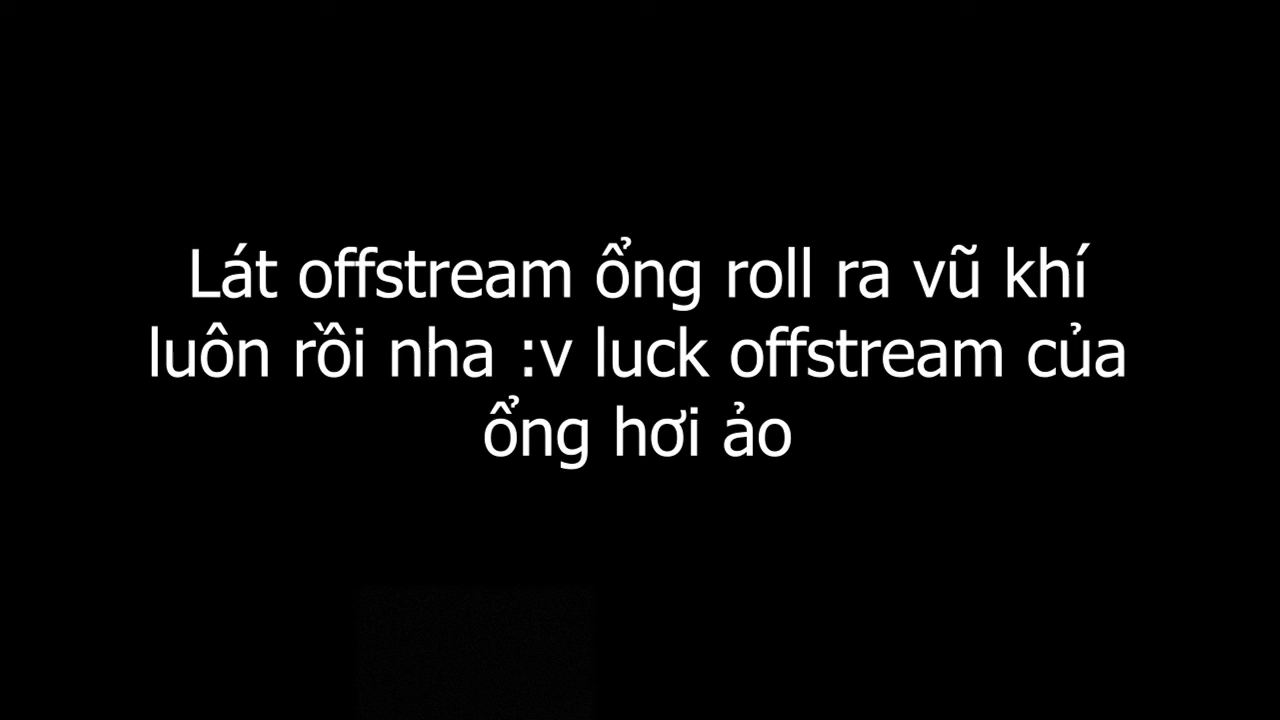 Lát offstream ổng roll ra vũ khí
luôn rồi nha :v luck offstream của
ổng hơi ảo